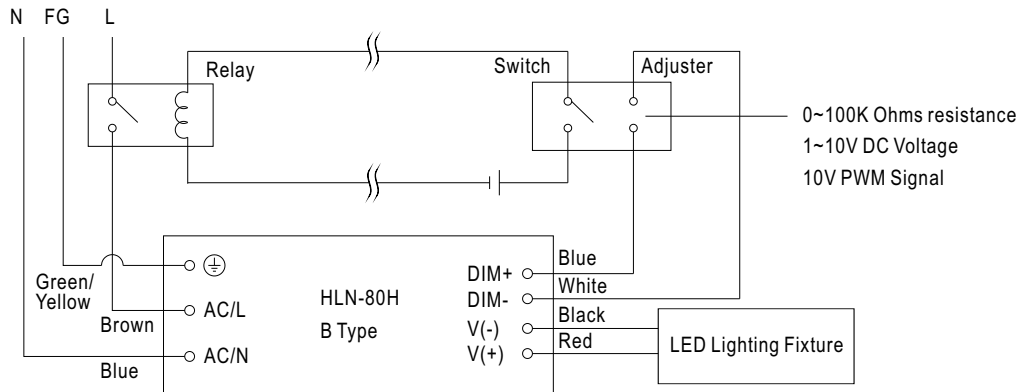 N FG L
Relay
Switch
Adjuster
0~100K Ohms resistance
1~10V DC Voltage
10V PWM Signal
Green/
Yellow
Brown
Blue
AC/L
AC/N
HLN-80H
B Type
DIM+
DIM-
V(-)
V(+)
Blue
White
Black
Red
LED Lighting Fixture